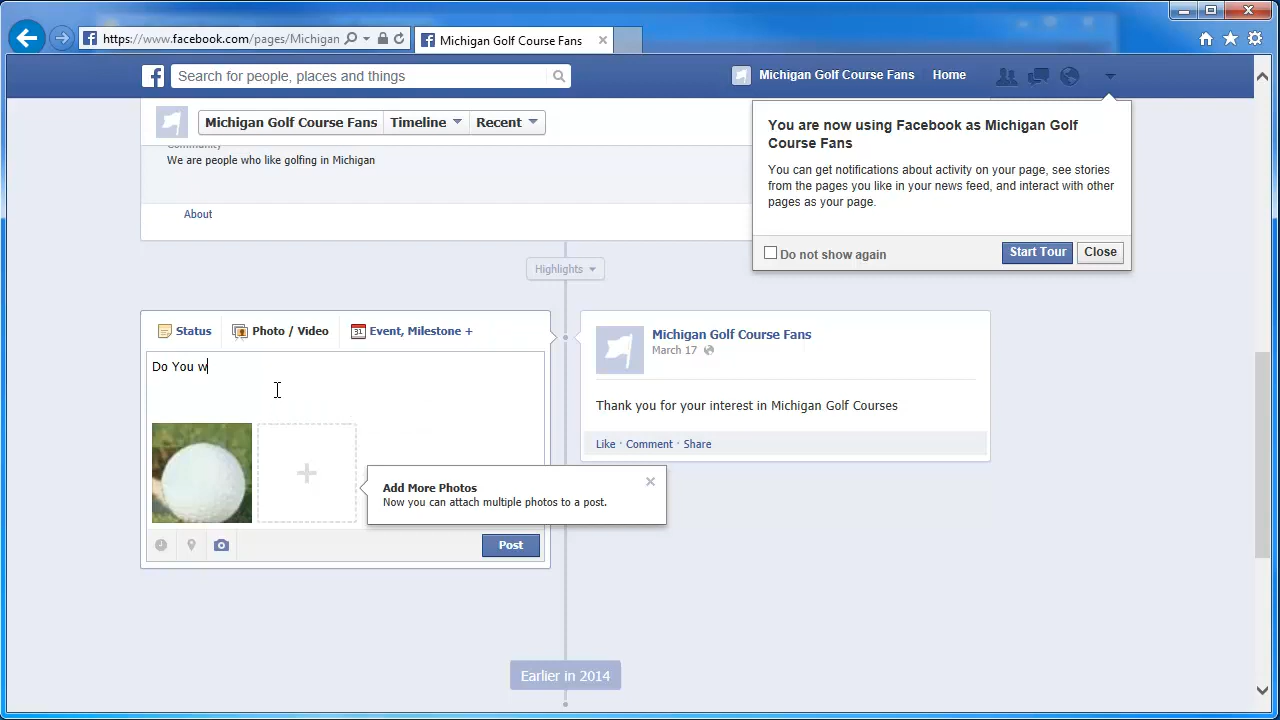 https://www.facebook.com/pages/Michigan
Michigan Golf Course Fans
Search for people, places and things
Michigan Golf Course Fans
Home
Michigan Golf Course Fans
Timeline
Recent
You are now using Facebook as Michigan Golf
Course Fans
You can get notifications about activity on your page, see stories
from the pages you like in your news feed, and interact with other
pages as your page.
Do not show again
Start Tour
Close
Community
We are people who like golfing in Michigan
About
Highlights
Status
Photo / Video
31
Event, Milestone +
Do You w
Add More Photos
Now you can attach multiple photos to a post.
Post
Michigan Golf Course Fans
March 17
Thank you for your interest in Michigan Golf Courses
Like · Comment · Share
Earlier in 2014